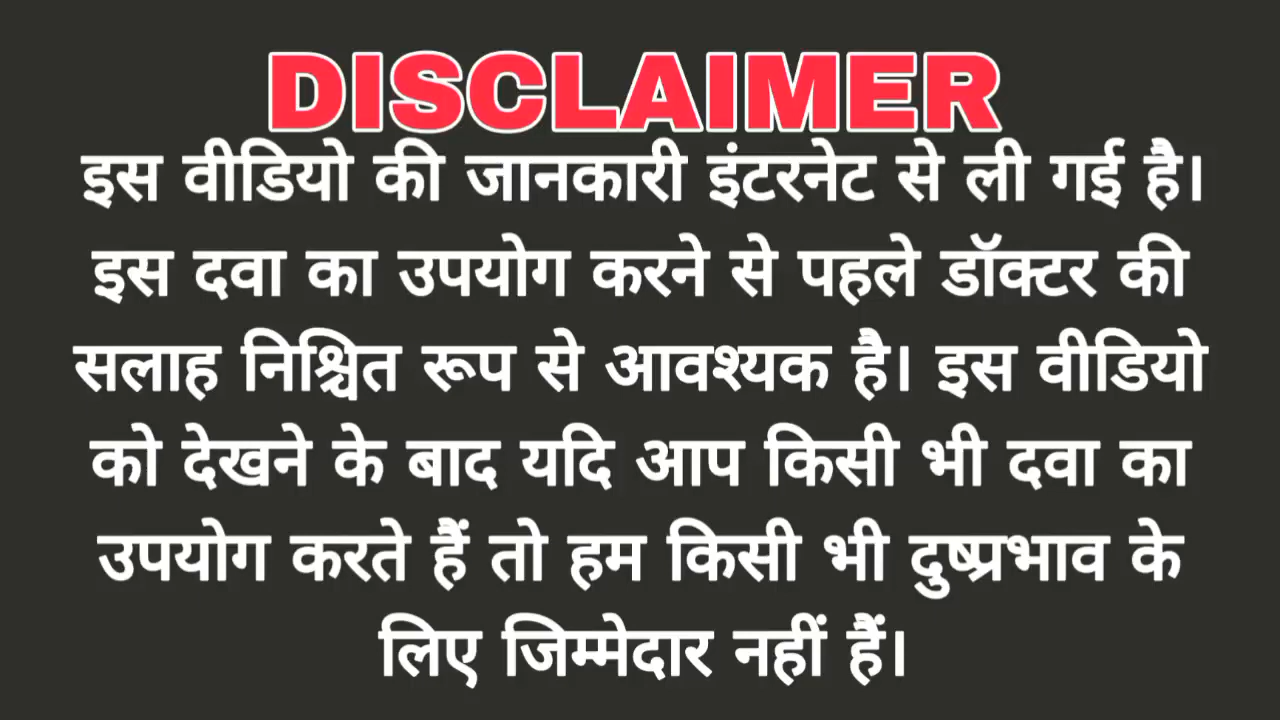 DISCLAIMER
इस वीडियो की जानकारी इंटरनेट से ली गई है।
इस दवा का उपयोग करने से पहले डॉक्टर की
सलाह निश्चित रूप से आवश्यक है। इस वीडियो
को देखने के बाद यदि आप किसी भी दवा का
उपयोग करते हैं तो हम किसी भी दुष्प्रभाव के
लिए जिम्मेदार नहीं हैं।